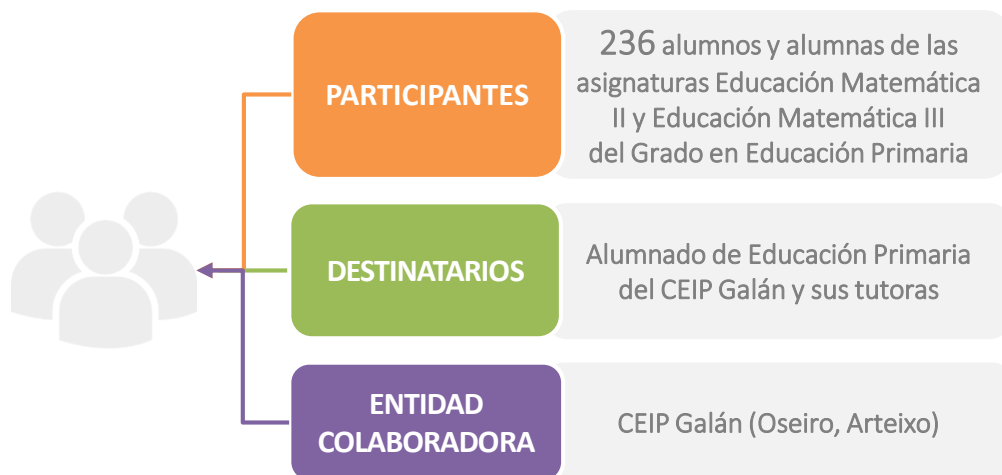 PARTICIPANTES
236 alumnos y alumnas de las
asignaturas Educación Matemática
II y Educación Matemática III
del Grado en Educación Primaria
DESTINATARIOS
Alumnado de Educación Primaria
del CEIP Galán y sus tutoras
ENTIDAD
COLABORADORA
CEIP Galán (Oseiro, Arteixo)